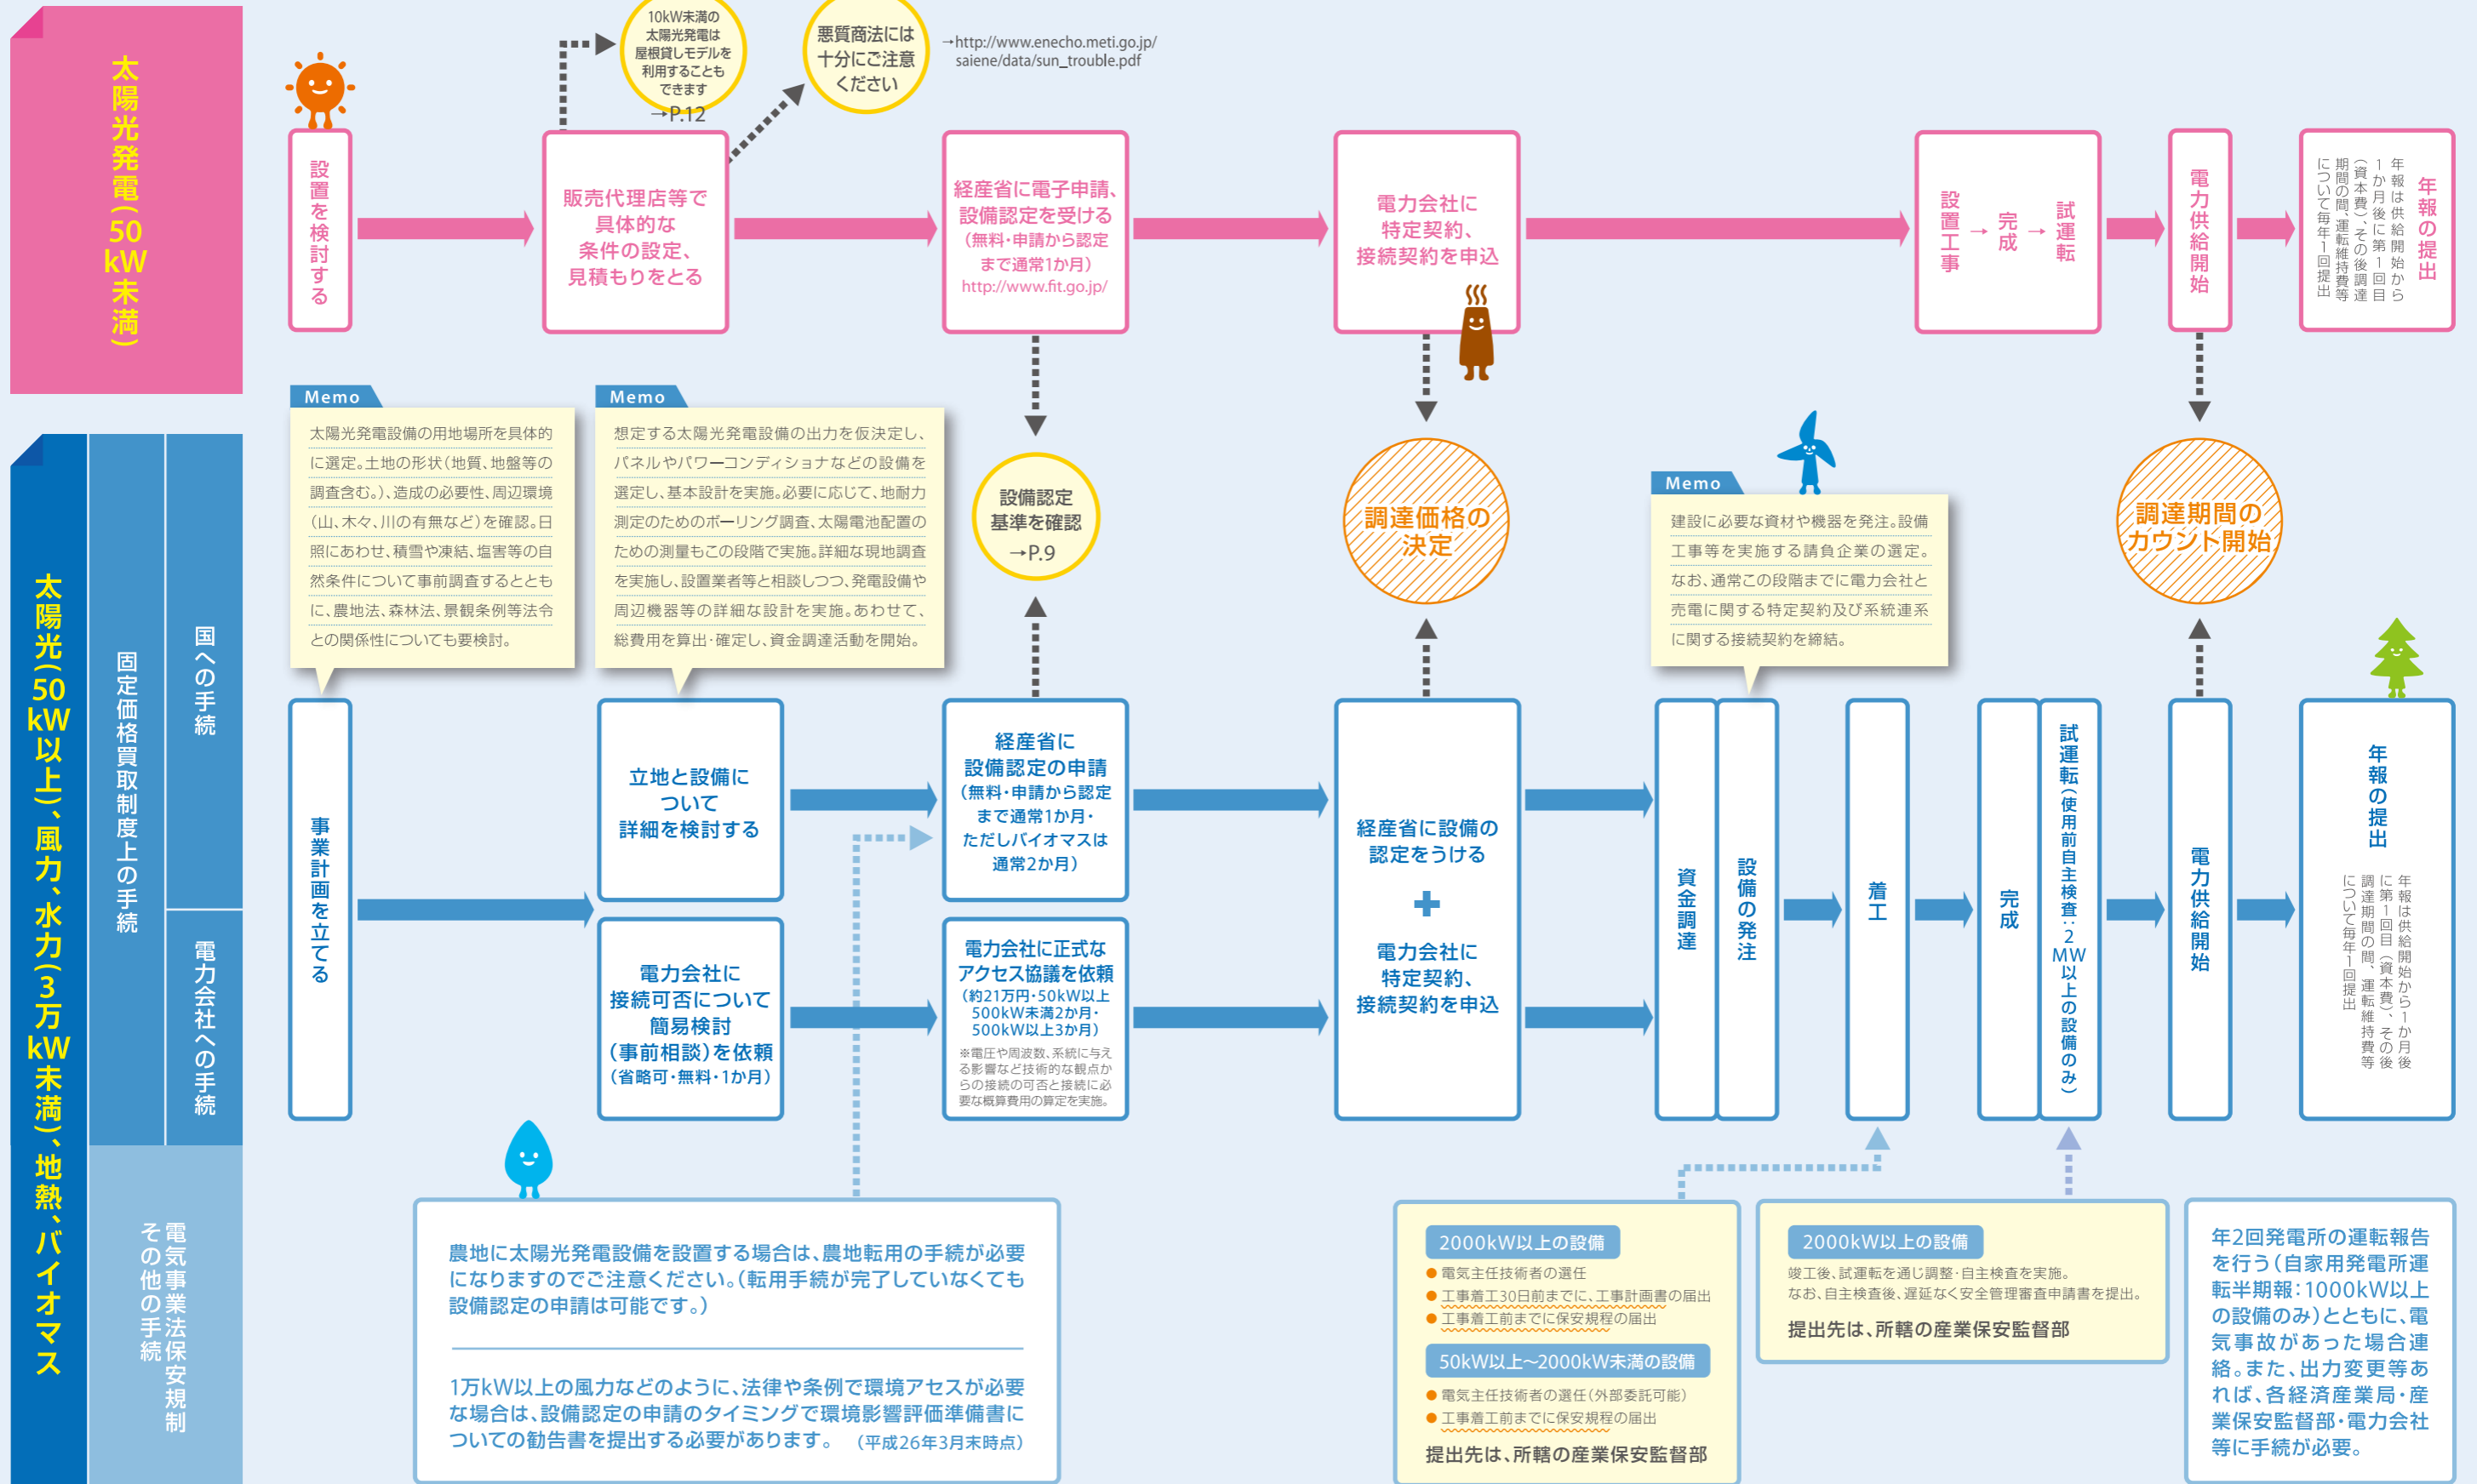 太陽光発電(50kW未満)
10kW未満の
太陽光発電は
屋根貸しモデルを
利用することも
できます
→P.12
悪質商法には
十分にご注意
ください
→http://www.enecho.meti.go.jp/
saiene/data/sun_trouble.pdf
設置を検討する
販売代理店等で
具体的な
条件の設定、
見積もりをとる
経産省に電子申請、
設備認定を受ける
(無料・申請から認定
まで通常1か月)
http://www.fit.go.jp/
電力会社に
特定契約、
接続契約を申込
設置工事
→
完成
→
試運転
電力供給開始
年報の提出
年報は供給開始から
1か月後に第1回目
(資本費)、その後調達
期間の間、運転維持費等
について毎年1回提出
太陽光(50kW以上)、風力、水力(3万kW未満)、地熱、バイオマス
固定価格買取制度上の手続
国への手続
電力会社への手続
電気事業法保安規制
その他の手続
Memo
太陽光発電設備の用地場所を具体的
に選定。土地の形状(地質、地盤等の
調査含む。)、造成の必要性、周辺環境
(山、木々、川の有無など)を確認。日
照にあわせ、積雪や凍結、塩害等の自
然条件について事前調査するととも
に、農地法、森林法、景観条例等法令
との関係性についても要検討。
Memo
想定する太陽光発電設備の出力を仮決定し、
パネルやパワーコンディショナなどの設備を
選定し、基本設計を実施。必要に応じて、地耐力
測定のためのボーリング調査、太陽電池配置の
ための測量もこの段階で実施。詳細な現地調査
を実施し、設置業者等と相談しつつ、発電設備や
周辺機器等の詳細な設計を実施。あわせて、
総費用を算出・確定し、資金調達活動を開始。
設備認定
基準を確認
→P.9
調達価格の
決定
Memo
建設に必要な資材や機器を発注。設備
工事等を実施する請負企業の選定。
なお、通常この段階までに電力会社と
売電に関する特定契約及び系統連系
に関する接続契約を締結。
調達期間の
カウント開始
事業計画を立てる
立地と設備に
ついて
詳細を検討する
電力会社に
接続可否について
簡易検討
(事前相談)を依頼
(省略可・無料・1か月)
経産省に
設備認定の申請
(無料・申請から認定
まで通常1か月・
ただしバイオマスは
通常2か月)
電力会社に正式な
アクセス協議を依頼
(約21万円・50kW以上
500kW未満2か月・
500kW以上3か月)
※電圧や周波数、系統に与え
る影響など技術的な観点か
らの接続の可否と接続に必
要な概算費用の算定を実施。
経産省に設備の
認定をうける
+
電力会社に
特定契約、
接続契約を申込
資金調達
設備の発注
着工
完成
試運転(使用前自主検査:2MW以上の設備のみ)
電力供給開始
年報の提出
年報は供給開始から1か月後
に第1回目(資本費)、その後
調達期間の間、運転維持費等
について毎年1回提出
農地に太陽光発電設備を設置する場合は、農地転用の手続が必要
になりますのでご注意ください。(転用手続が完了していなくても
設備認定の申請は可能です。)
1万kW以上の風力などのように、法律や条例で環境アセスが必要
な場合は、設備認定の申請のタイミングで環境影響評価準備書に
ついての勧告書を提出する必要があります。 (平成26年3月末時点)
2000kW以上の設備
● 電気主任技術者の選任
● 工事着工30日前までに、工事計画書の届出
● 工事着工前までに保安規程の届出
50kW以上~2000kW未満の設備
● 電気主任技術者の選任(外部委託可能)
● 工事着工前までに保安規程の届出
提出先は、所轄の産業保安監督部
2000kW以上の設備
竣工後、試運転を通じ調整・自主検査を実施。
なお、自主検査後、遅延なく安全管理審査申請書を提出。
提出先は、所轄の産業保安監督部
年2回発電所の運転報告
を行う(自家用発電所運
転半期報:1000kW以上
の設備のみ)とともに、電
気事故があった場合連
絡。また、出力変更等あ
れば、各経済産業局・産
業保安監督部・電力会社
等に手続が必要。